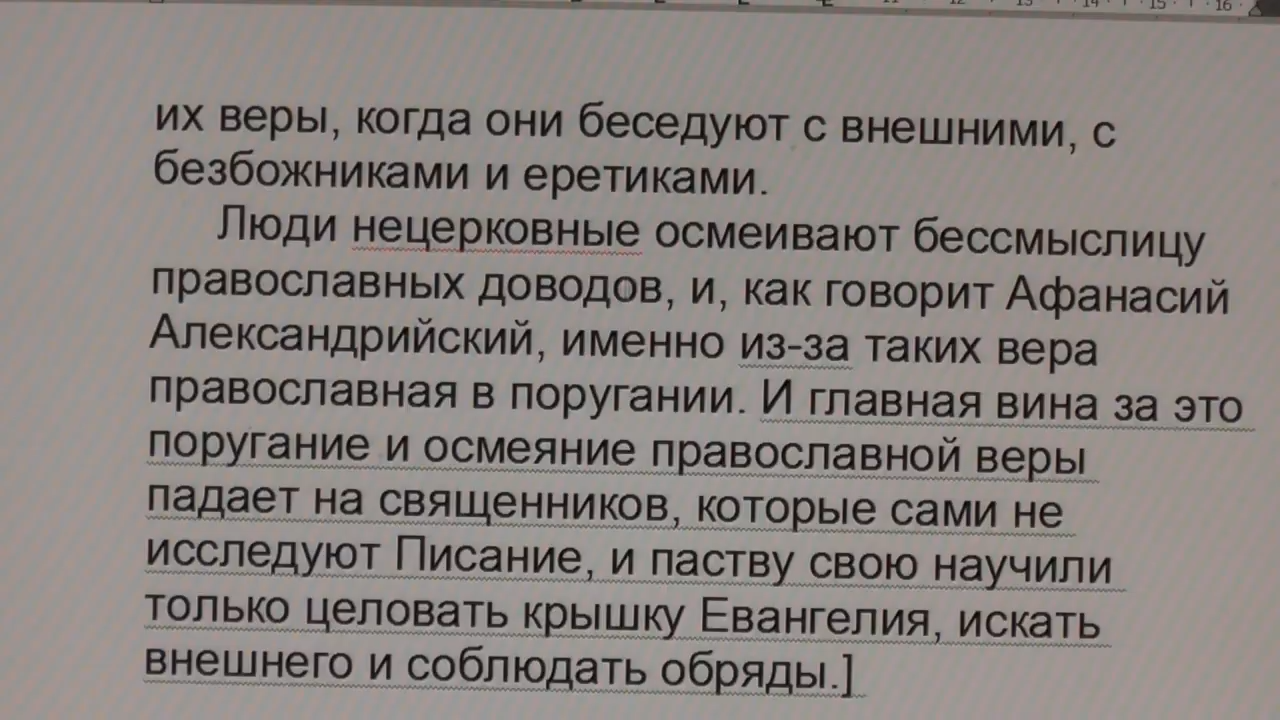 их веры, когда они беседуют с внешними, с
безбожниками и еретиками.
Люди нецерковные осмеивают бессмыслицу
православных доводов, и, как говорит Афанасий
Александрийский, именно из-за таких вера
православная в поругании. И главная вина за это
поругание и осмеяние православной веры
падает на священников, которые сами не
исследуют Писание, и паству свою научили
только целовать крышку Евангелия, искать
внешнего и соблюдать обряды.]